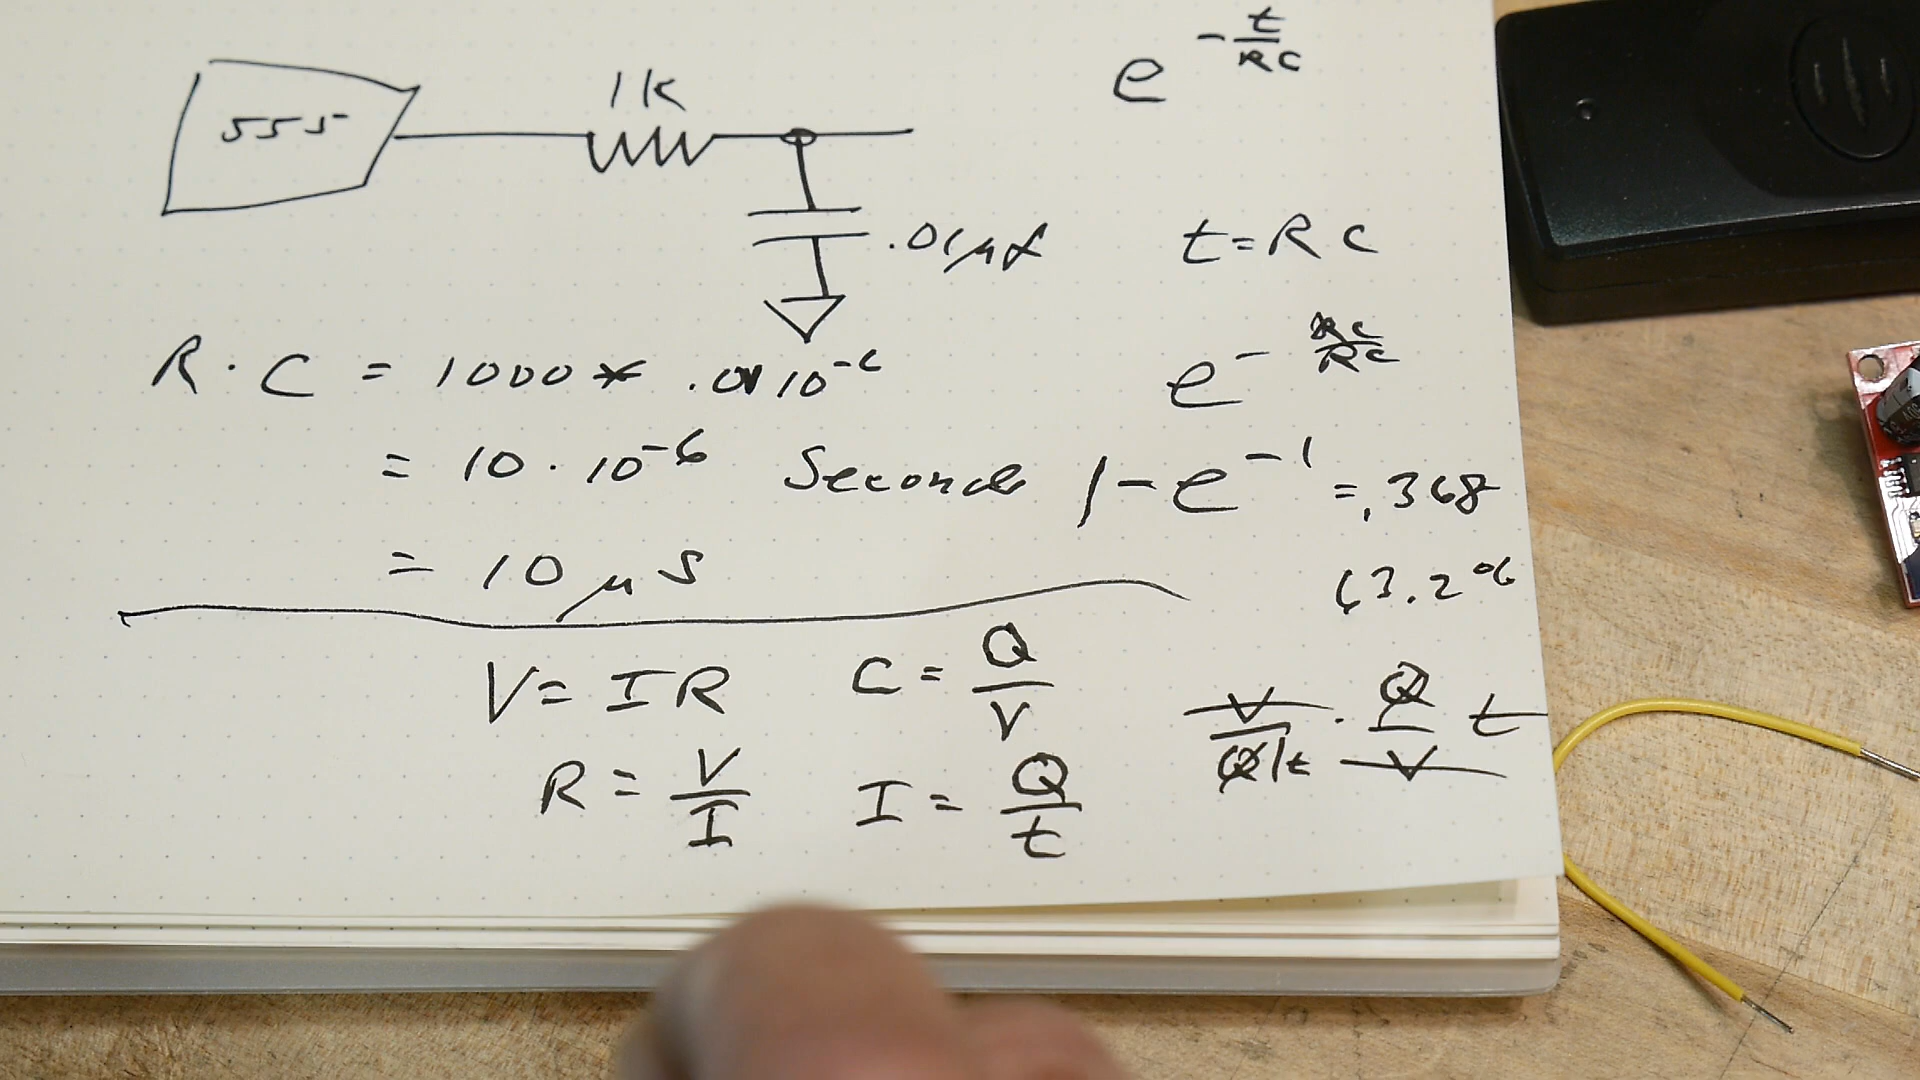 e^-t/RC
555
1k
.01μf
t=RC
R·C = 1000 * .01 10^-6
e^-RC/RC
= 10·10^-6 Seconds
1-e^-1 = .368
= 10 μS
63.2%
V=IR
C=Q/V
V/Q/t · Q/V t
R=V/I
I=Q/t